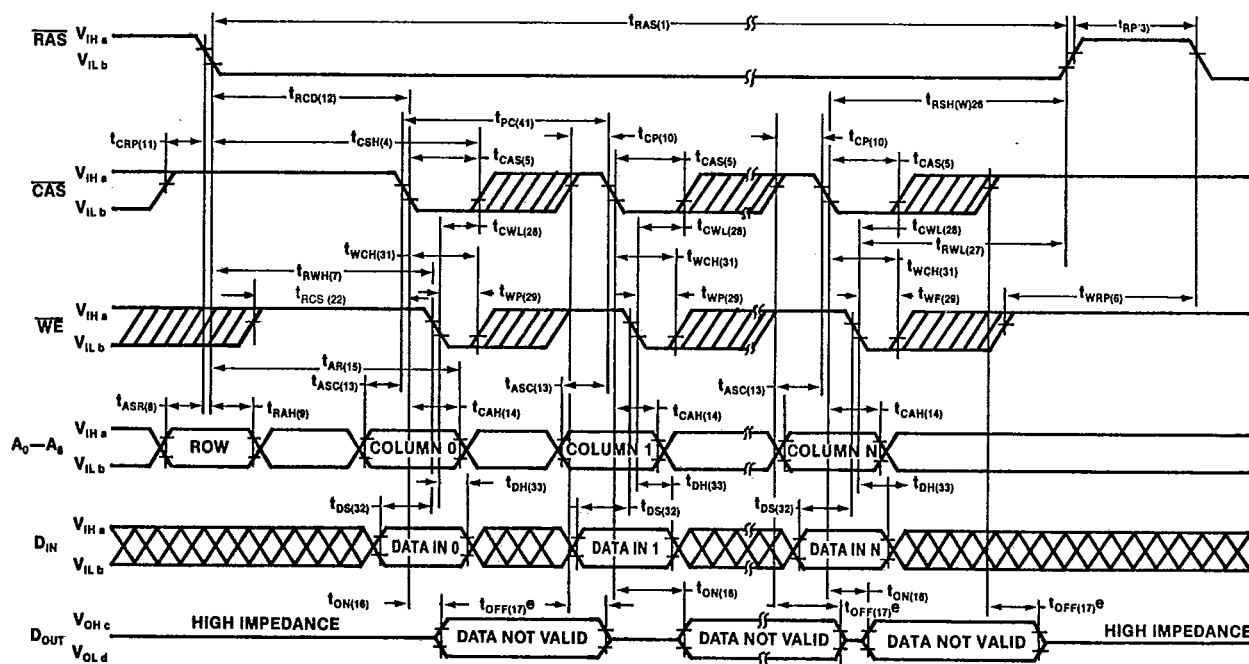 tRAS(1)
tRP(3)
RAS VIH a
VIL b
tRCD(12)
tRSH(W)26
tPC(41)
tCRP(11)
tCSH(4)
tCP(10)
tCP(10)
tCAS(5)
tCAS(5)
tCAS(5)
CAS VIH a
VIL b
tCWL(28)
tCWL(28)
tCWL(28)
tRWL(27)
tWCH(31)
tWCH(31)
tWCH(31)
tRWH(7)
tRCS (22)
tWP(29)
tWP(29)
tWP(29)
tWRP(6)
WE VIH a
VIL b
tAR(15)
tASC(13)
tASC(13)
tASC(13)
tASR(8)
tRAH(9)
tCAH(14)
tCAH(14)
tCAH(14)
A0—A6 VIH a
VIL b
ROW
COLUMN 0
COLUMN 1
COLUMN N
tDH(33)
tDH(33)
tDH(33)
tDS(32)
tDS(32)
tDS(32)
DIN VIH a
VIL b
DATA IN 0
DATA IN 1
DATA IN N
tON(16)
tOFF(17)e
tON(16)
tOFF(17)e
tON(16)
tOFF(17)e
DOUT VOH c
VOL d
HIGH IMPEDANCE
DATA NOT VALID
DATA NOT VALID
DATA NOT VALID
HIGH IMPEDANCE